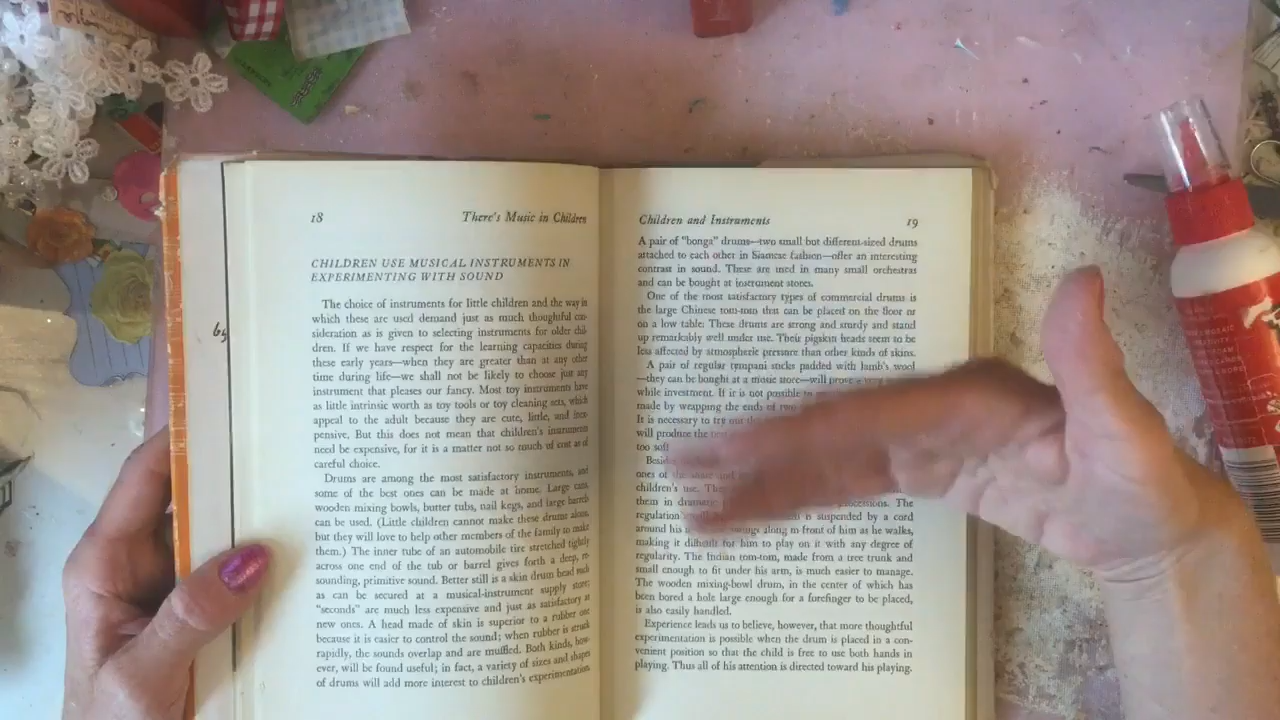 18 There's Music in Children
CHILDREN USE MUSICAL INSTRUMENTS IN
EXPERIMENTING WITH SOUND
The choice of instruments for little children and the way in
which these are used demand just as much thoughtful con-
sideration as is given to selecting instruments for older chil-
dren. If we have respect for the learning capacities during
these early years—when they are greater than at any other
time during life—we shall not be likely to choose just any
instrument that pleases our fancy. Most toy instruments have
as little intrinsic worth as toy tools or toy cleaning sets, which
appeal to the adult because they are cute, little, and inex-
pensive. But this does not mean that children's instruments
need be expensive, for it is a matter not so much of cost as of
careful choice.
Drums are among the most satisfactory instruments, and
some of the best ones can be made at home. Large cans,
wooden mixing bowls, butter tubs, nail kegs, and large barrels
can be used. (Little children cannot make these drums alone,
but they will love to help other members of the family to make
them.) The inner tube of an automobile tire stretched tightly
across one end of the tub or barrel gives forth a deep, re-
sounding, primitive sound. Better still is a skin drum head such
as can be secured at a musical-instrument supply store;
"seconds" are much less expensive and just as satisfactory as
new ones. A head made of skin is superior to a rubber one
because it is easier to control the sound; when rubber is struck
rapidly, the sounds overlap and are muffled. Both kinds, how-
ever, will be found useful; in fact, a variety of sizes and shapes
of drums will add more interest to children's experimentation.
by
Children and Instruments 19
A pair of "bonga" drums—two small but different-sized drums
attached to each other in Siamese fashion—offer an interesting
contrast in sound. These are used in many small orchestras
and can be bought at instrument stores.
One of the most satisfactory types of commercial drums is
the large Chinese tom-tom that can be placed on the floor or
on a low table. These drums are strong and sturdy and stand
up remarkably well under use. Their pigskin heads seem to be
less affected by atmospheric pressure than other kinds of skins.
A pair of regular tympani sticks padded with lamb's wool
—they can be bought at a music store—will prove a very
while investment. If it is not possible to
made by wrapping the ends of two
It is necessary to try out
will produce the
too soft
Besides
ones of
children's use.
them in processions. The
regulation is suspended by a cord
around his along in front of him as he walks,
making it difficult for him to play on it with any degree of
regularity. The Indian tom-tom, made from a tree trunk and
small enough to fit under his arm, is much easier to manage.
The wooden mixing-bowl drum, in the center of which has
been bored a hole large enough for a forefinger to be placed,
is also easily handled.
Experience leads us to believe, however, that more thoughtful
experimentation is possible when the drum is placed in a con-
venient position so that the child is free to use both hands in
playing. Thus all of his attention is directed toward his playing.